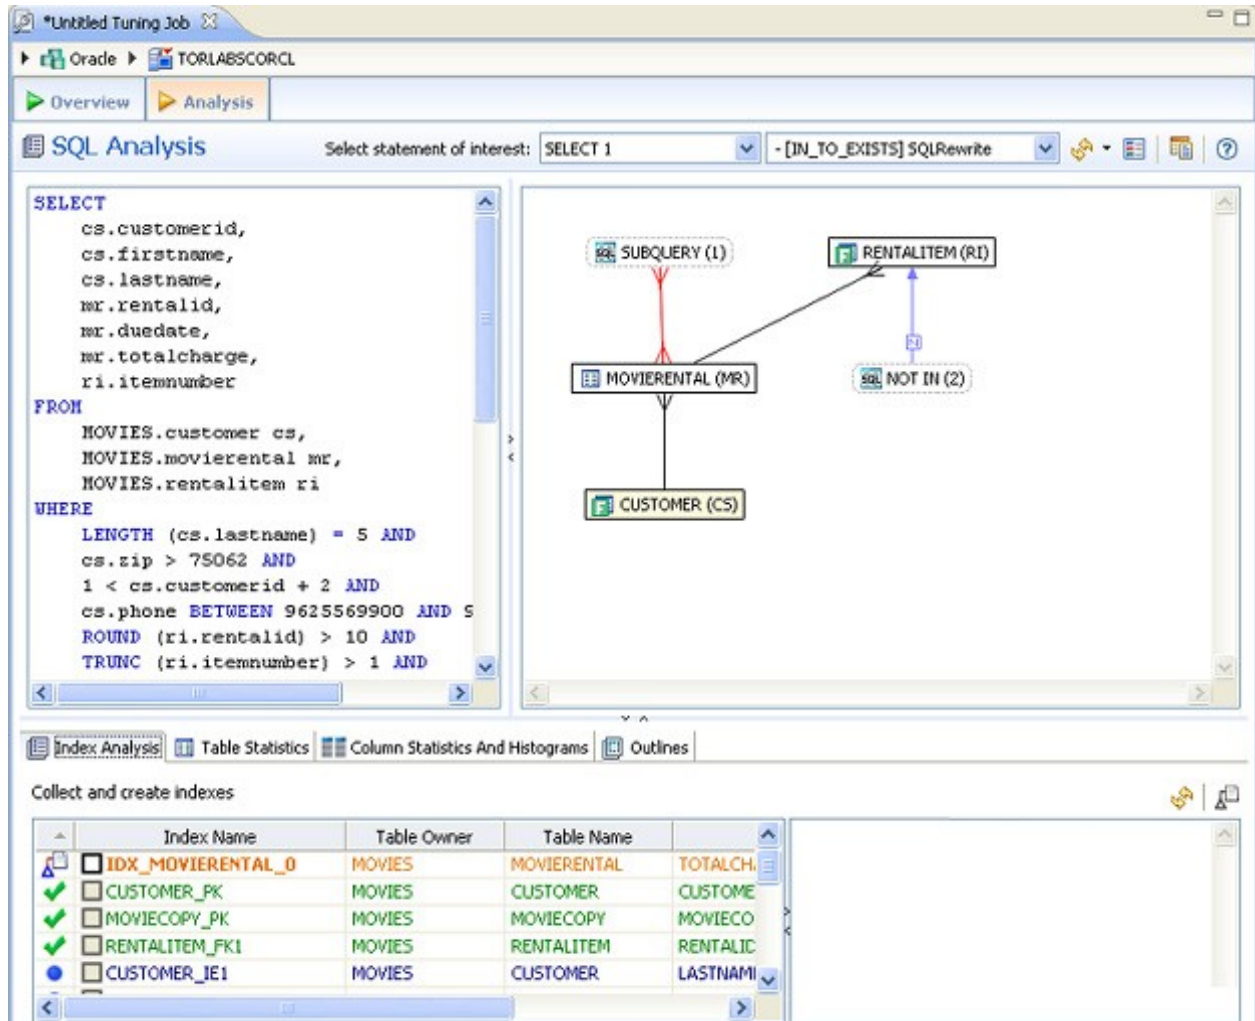 *Untitled Tuning Job
Oracle TORLABSCORCL
Overview Analysis
SQL Analysis Select statement of interest: SELECT 1 - [IN_TO_EXISTS] SQLRewrite
SELECT
cs.customerid,
cs.firstname,
cs.lastname,
mr.rentalid,
mr.duedate,
mr.totalcharge,
ri.itemnumber
FROM
MOVIES.customer cs,
MOVIES.movierental mr,
MOVIES.rentalitem ri
WHERE
LENGTH (cs.lastname) = 5 AND
cs.zip > 75062 AND
1 < cs.customerid + 2 AND
cs.phone BETWEEN 9625569900 AND
ROUND (ri.rentalid) > 10 AND
TRUNC (ri.itemnumber) > 1 AND
SUBQUERY (1)
RENTALITEM (RI)
MOVIERENTAL (MR)
NOT IN (2)
CUSTOMER (CS)
Index Analysis Table Statistics Column Statistics And Histograms Outlines
Collect and create indexes
Index Name Table Owner Table Name
IDX_MOVIERENTAL_0 MOVIES MOVIERENTAL TOTALCH
CUSTOMER_PK MOVIES CUSTOMER CUSTOME
MOVIECOPY_PK MOVIES MOVIECOPY MOVIECO
RENTALITEM_FK1 MOVIES RENTALITEM RENTALID
CUSTOMER_IE1 MOVIES CUSTOMER LASTNAM